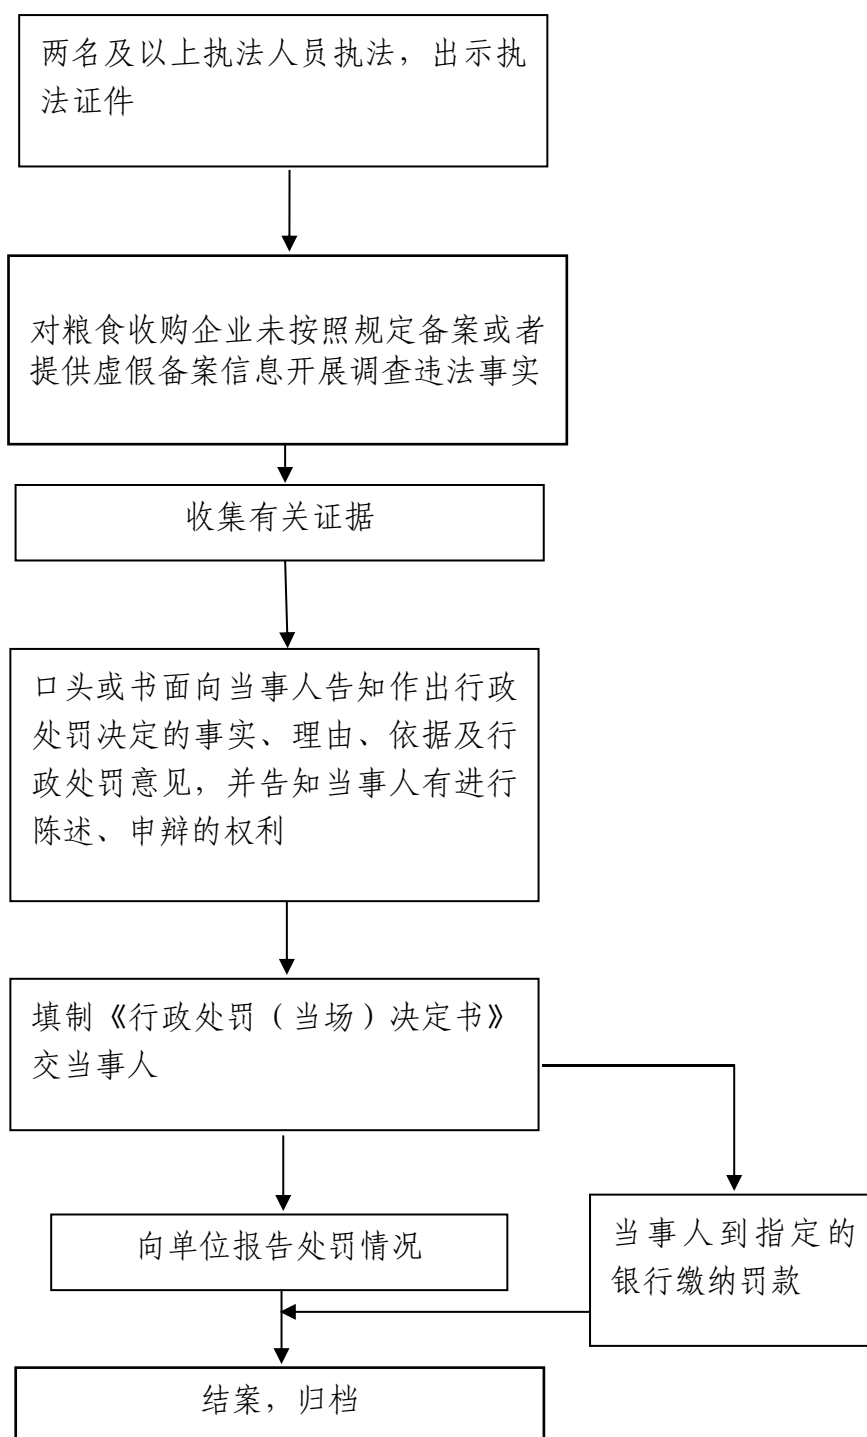 两名及以上执法人员执法，出示执
法证件
对粮食收购企业未按照规定备案或者
提供虚假备案信息开展调查违法事实
收集有关证据
口头或书面向当事人告知作出行政
处罚决定的事实、理由、依据及行
政处罚意见，并告知当事人有进行
陈述、申辩的权利
填制《行政处罚（当场）决定书》
交当事人
向单位报告处罚情况
当事人到指定的
银行缴纳罚款
结案，归档